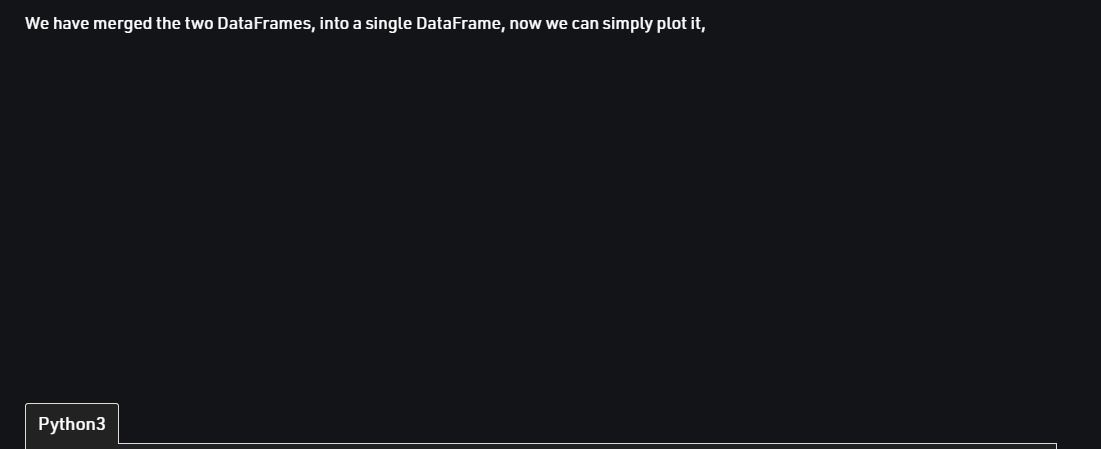 We have merged the two DataFrames, into a single DataFrame, now we can simply plot it,
Python3